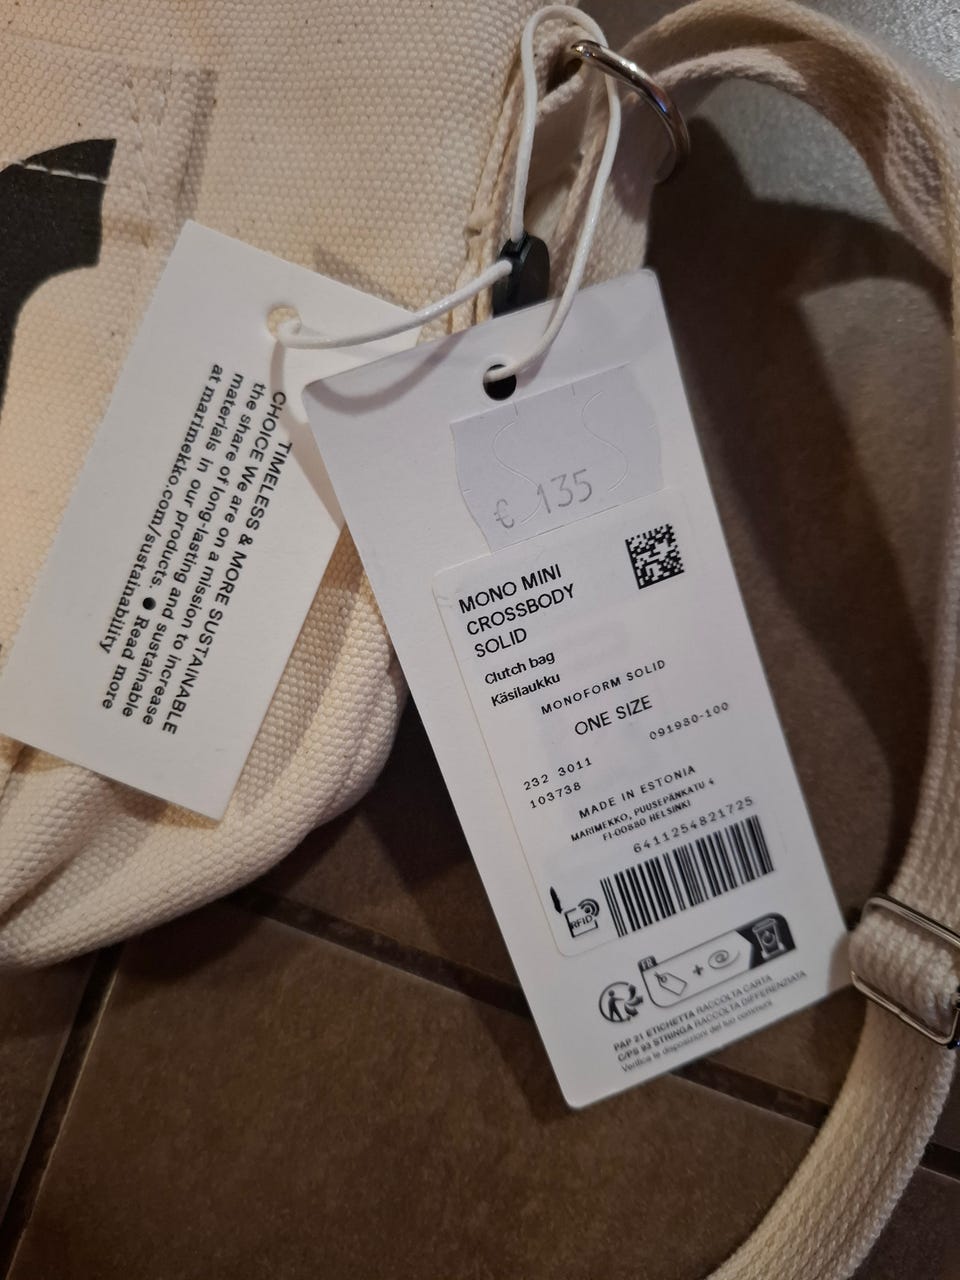 TIMELESS & MORE SUSTAINABLE
CHOICE We are on a mission to increase
the share of long-lasting and sustainable
materials in our products. ● Read more
at marimekko.com/sustainability
€ 135
MONO MINI
CROSSBODY
SOLID
Clutch bag
Käsilaukku
MONOFORM SOLID
ONE SIZE
091980-100
232 3011
103738
MADE IN ESTONIA
MARIMEKKO, PUUSEPÄNKATU 4
FI-00880 HELSINKI
6411254821725
RFID
FR
+
@
PAP 21 ETICHETTA RACCOLTA CARTA
C/PS 93 STRINGA RACCOLTA DIFFERENZIATA
Verifica le disposizioni del tuo comune